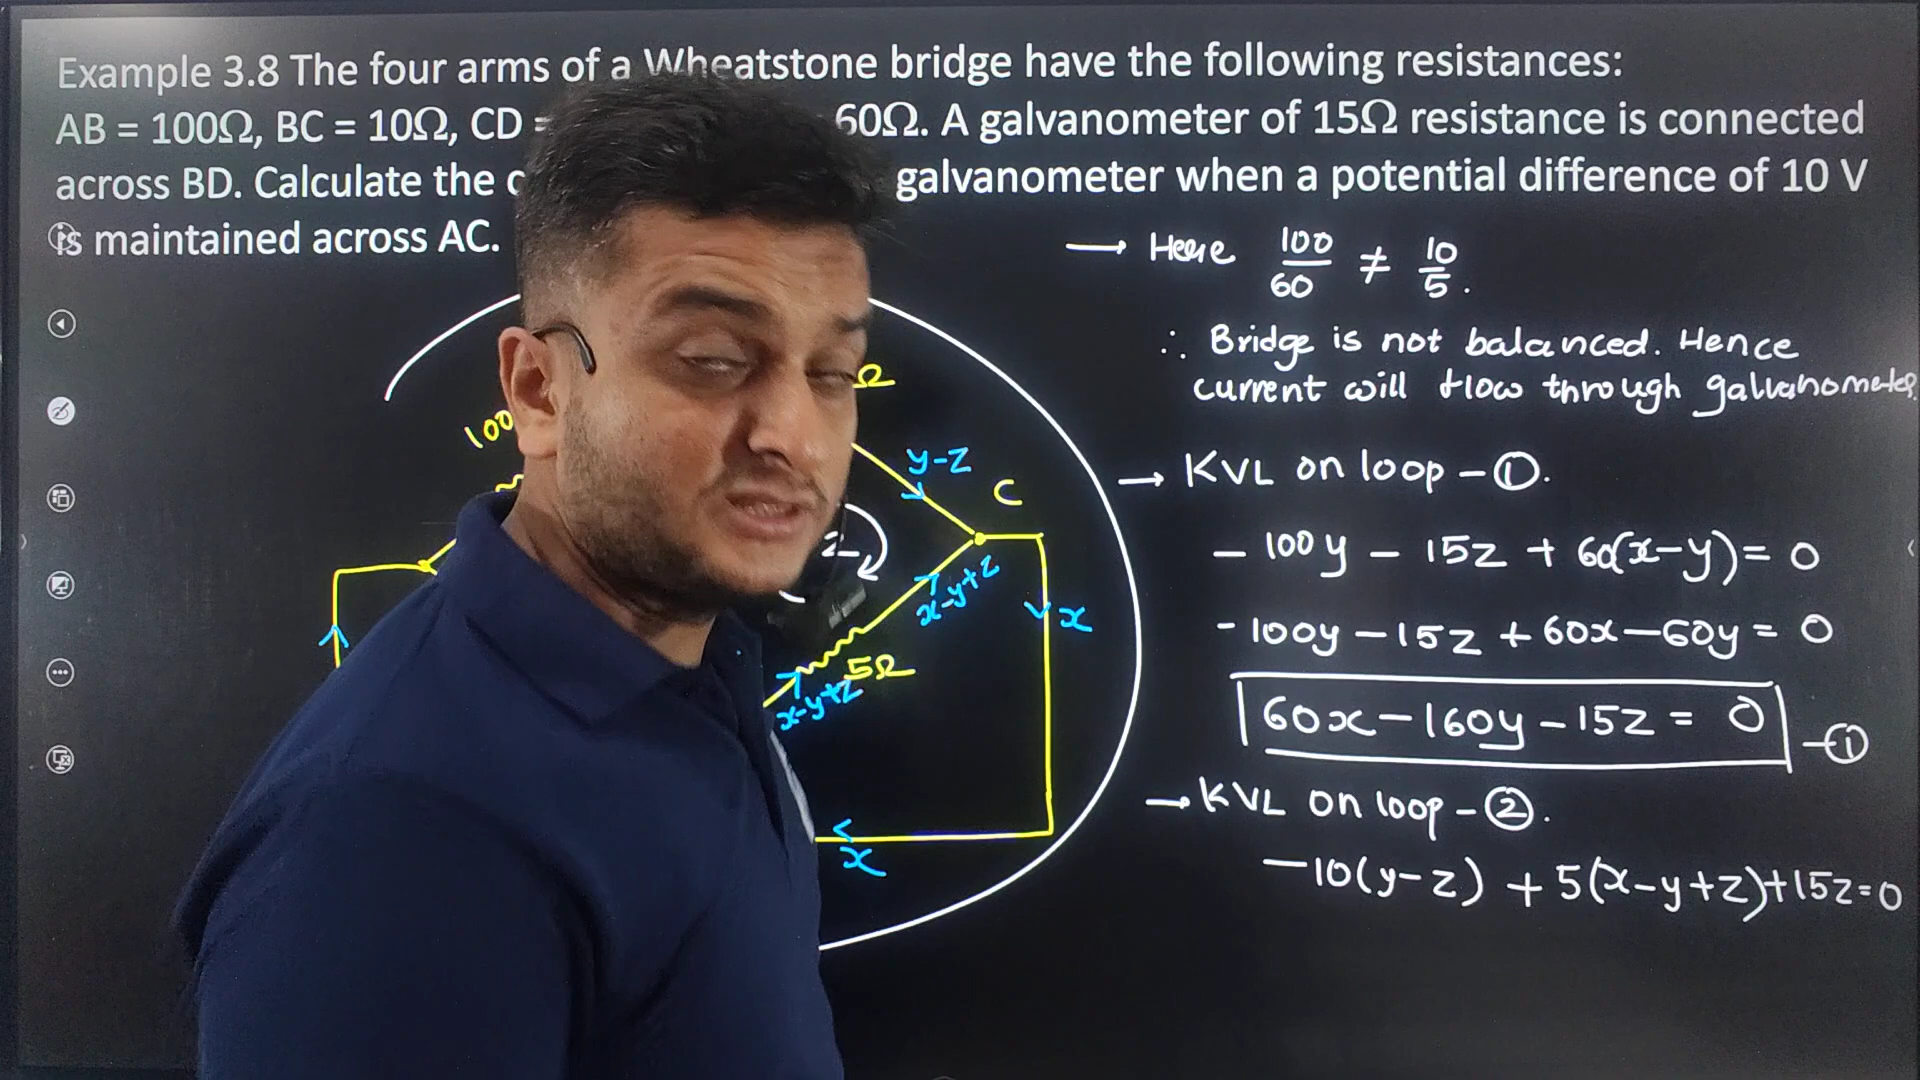 Example 3.8 The four arms of a Wheatstone bridge have the following resistances:
AB = 100Ω, BC = 10Ω, CD = 60Ω. A galvanometer of 15Ω resistance is connected
across BD. Calculate the galvanometer when a potential difference of 10 V
is maintained across AC.
→ Here 100/60 ≠ 10/5.
∴ Bridge is not balanced. Hence
current will flow through galvanometer.
→ KVL on loop - ①.
- 100y - 15z + 60(x-y) = 0
- 100y - 15z + 60x - 60y = 0
60x - 160y - 15z = 0 - ①
→ KVL on loop - ②.
- 10(y-z) + 5(x-y+z) + 15z = 0
100
Ω
y-z
C
2
x-y+z
x
5Ω
x-y+z
x